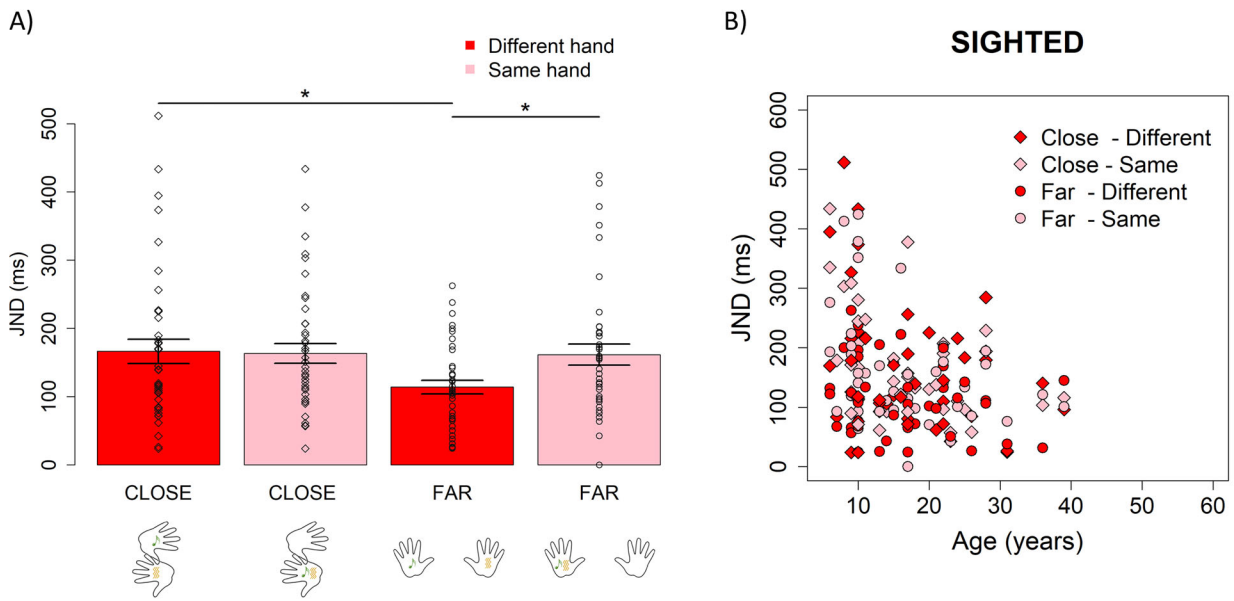 A)
Different hand
Same hand
*
*
JND (ms)
500
400
300
200
100
0
CLOSE
CLOSE
FAR
FAR
B)
SIGHTED
Close - Different
Close - Same
Far - Different
Far - Same
JND (ms)
600
500
400
300
200
100
0
10 20 30 40 50 60
Age (years)